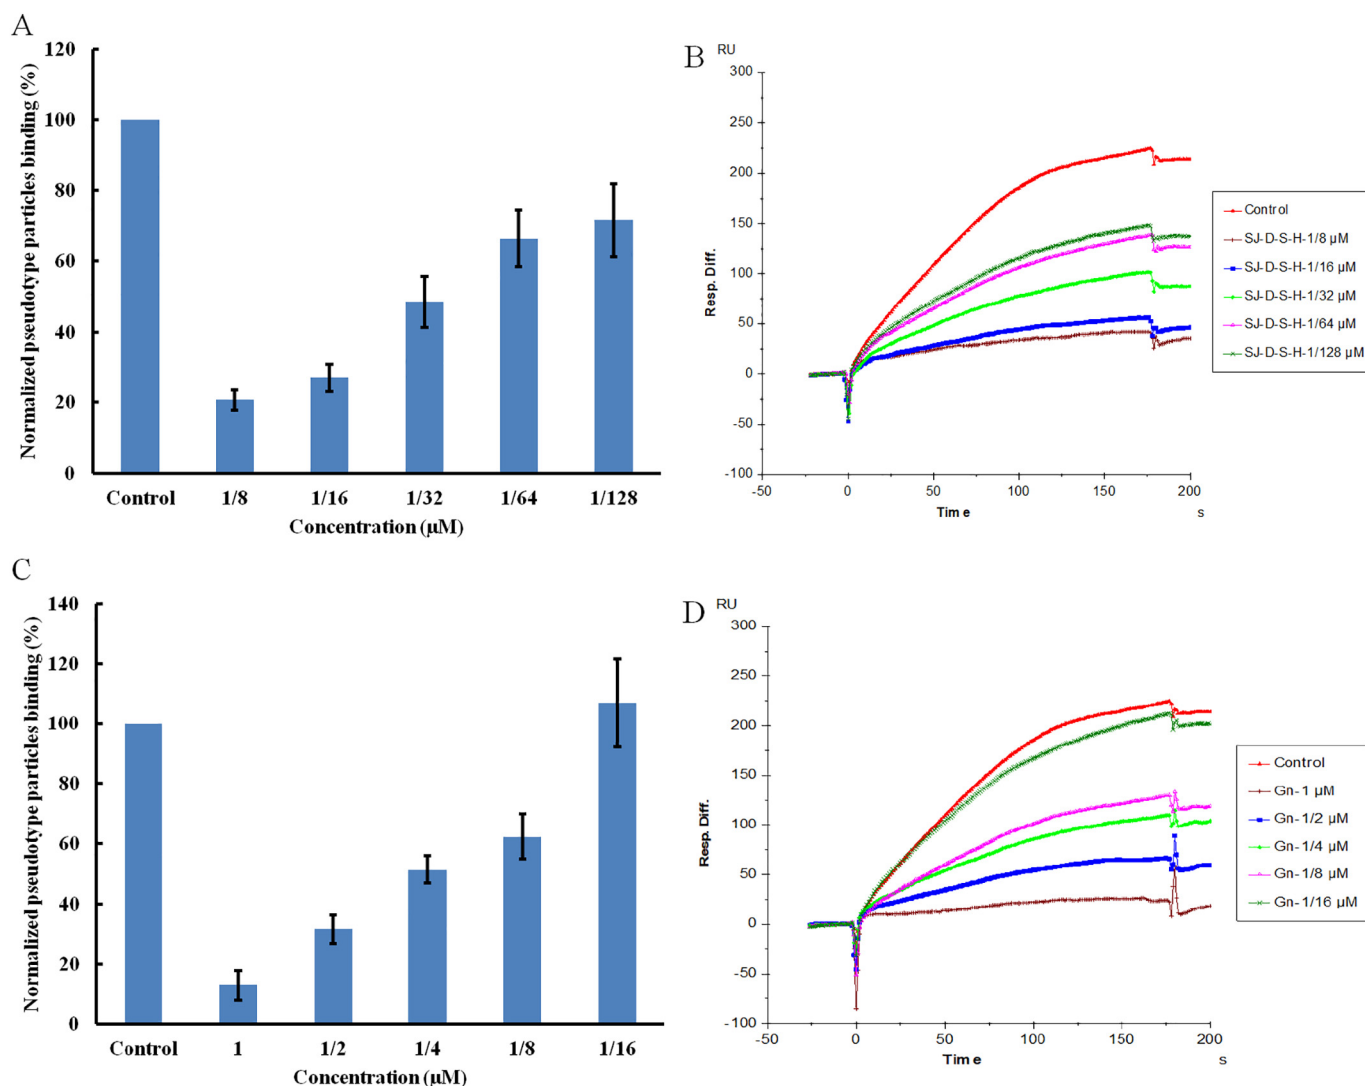 A
Normalized pseudotype particles binding (%)
120
100
80
60
40
20
0
Control 1/8 1/16 1/32 1/64 1/128
Concentration (μM)
B
RU
Resp. Diff.
300
250
200
150
100
50
0
-50
-100
-50 0 50 100 150 200
Time s
Control
SJ-D-S-H-1/8 μM
SJ-D-S-H-1/16 μM
SJ-D-S-H-1/32 μM
SJ-D-S-H-1/64 μM
SJ-D-S-H-1/128 μM
C
Normalized pseudotype particles binding (%)
140
120
100
80
60
40
20
0
Control 1 1/2 1/4 1/8 1/16
Concentration (μM)
D
RU
Resp. Diff.
300
250
200
150
100
50
0
-50
-100
-50 0 50 100 150 200
Time s
Control
Gn-1 μM
Gn-1/2 μM
Gn-1/4 μM
Gn-1/8 μM
Gn-1/16 μM